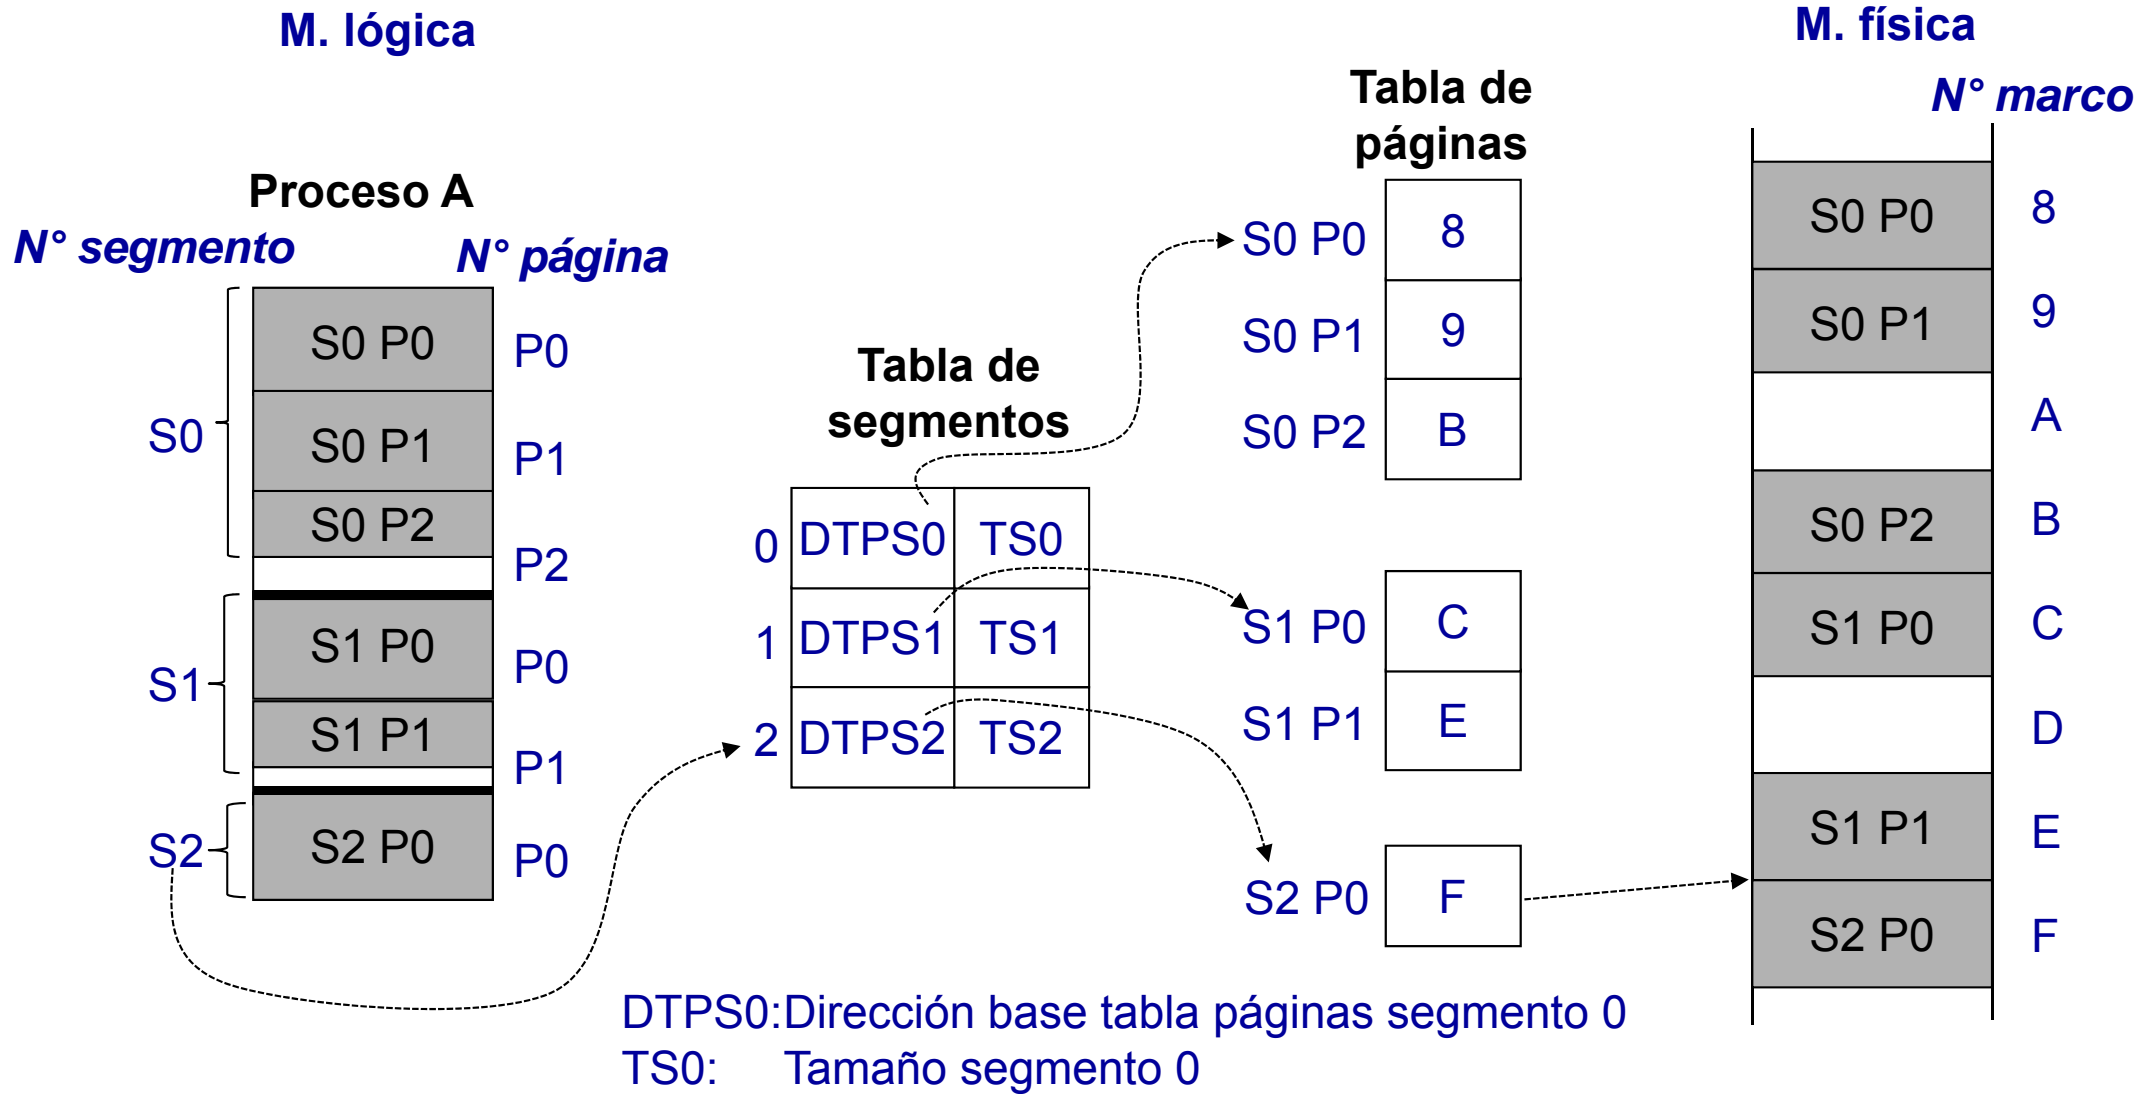 M. lógica
M. física
Tabla de
páginas
N° marco
Proceso A
N° segmento
N° página
S0
S0 P0
P0
S0 P1
P1
S0 P2
P2
S1
S1 P0
P0
S1 P1
P1
S2
S2 P0
P0
Tabla de
segmentos
0 DTPS0 TS0
1 DTPS1 TS1
2 DTPS2 TS2
S0 P0 8
S0 P1 9
S0 P2 B
S1 P0 C
S1 P1 E
S2 P0 F
S0 P0 8
S0 P1 9
A
S0 P2 B
S1 P0 C
D
S1 P1 E
S2 P0 F
DTPS0:Dirección base tabla páginas segmento 0
TS0: Tamaño segmento 0